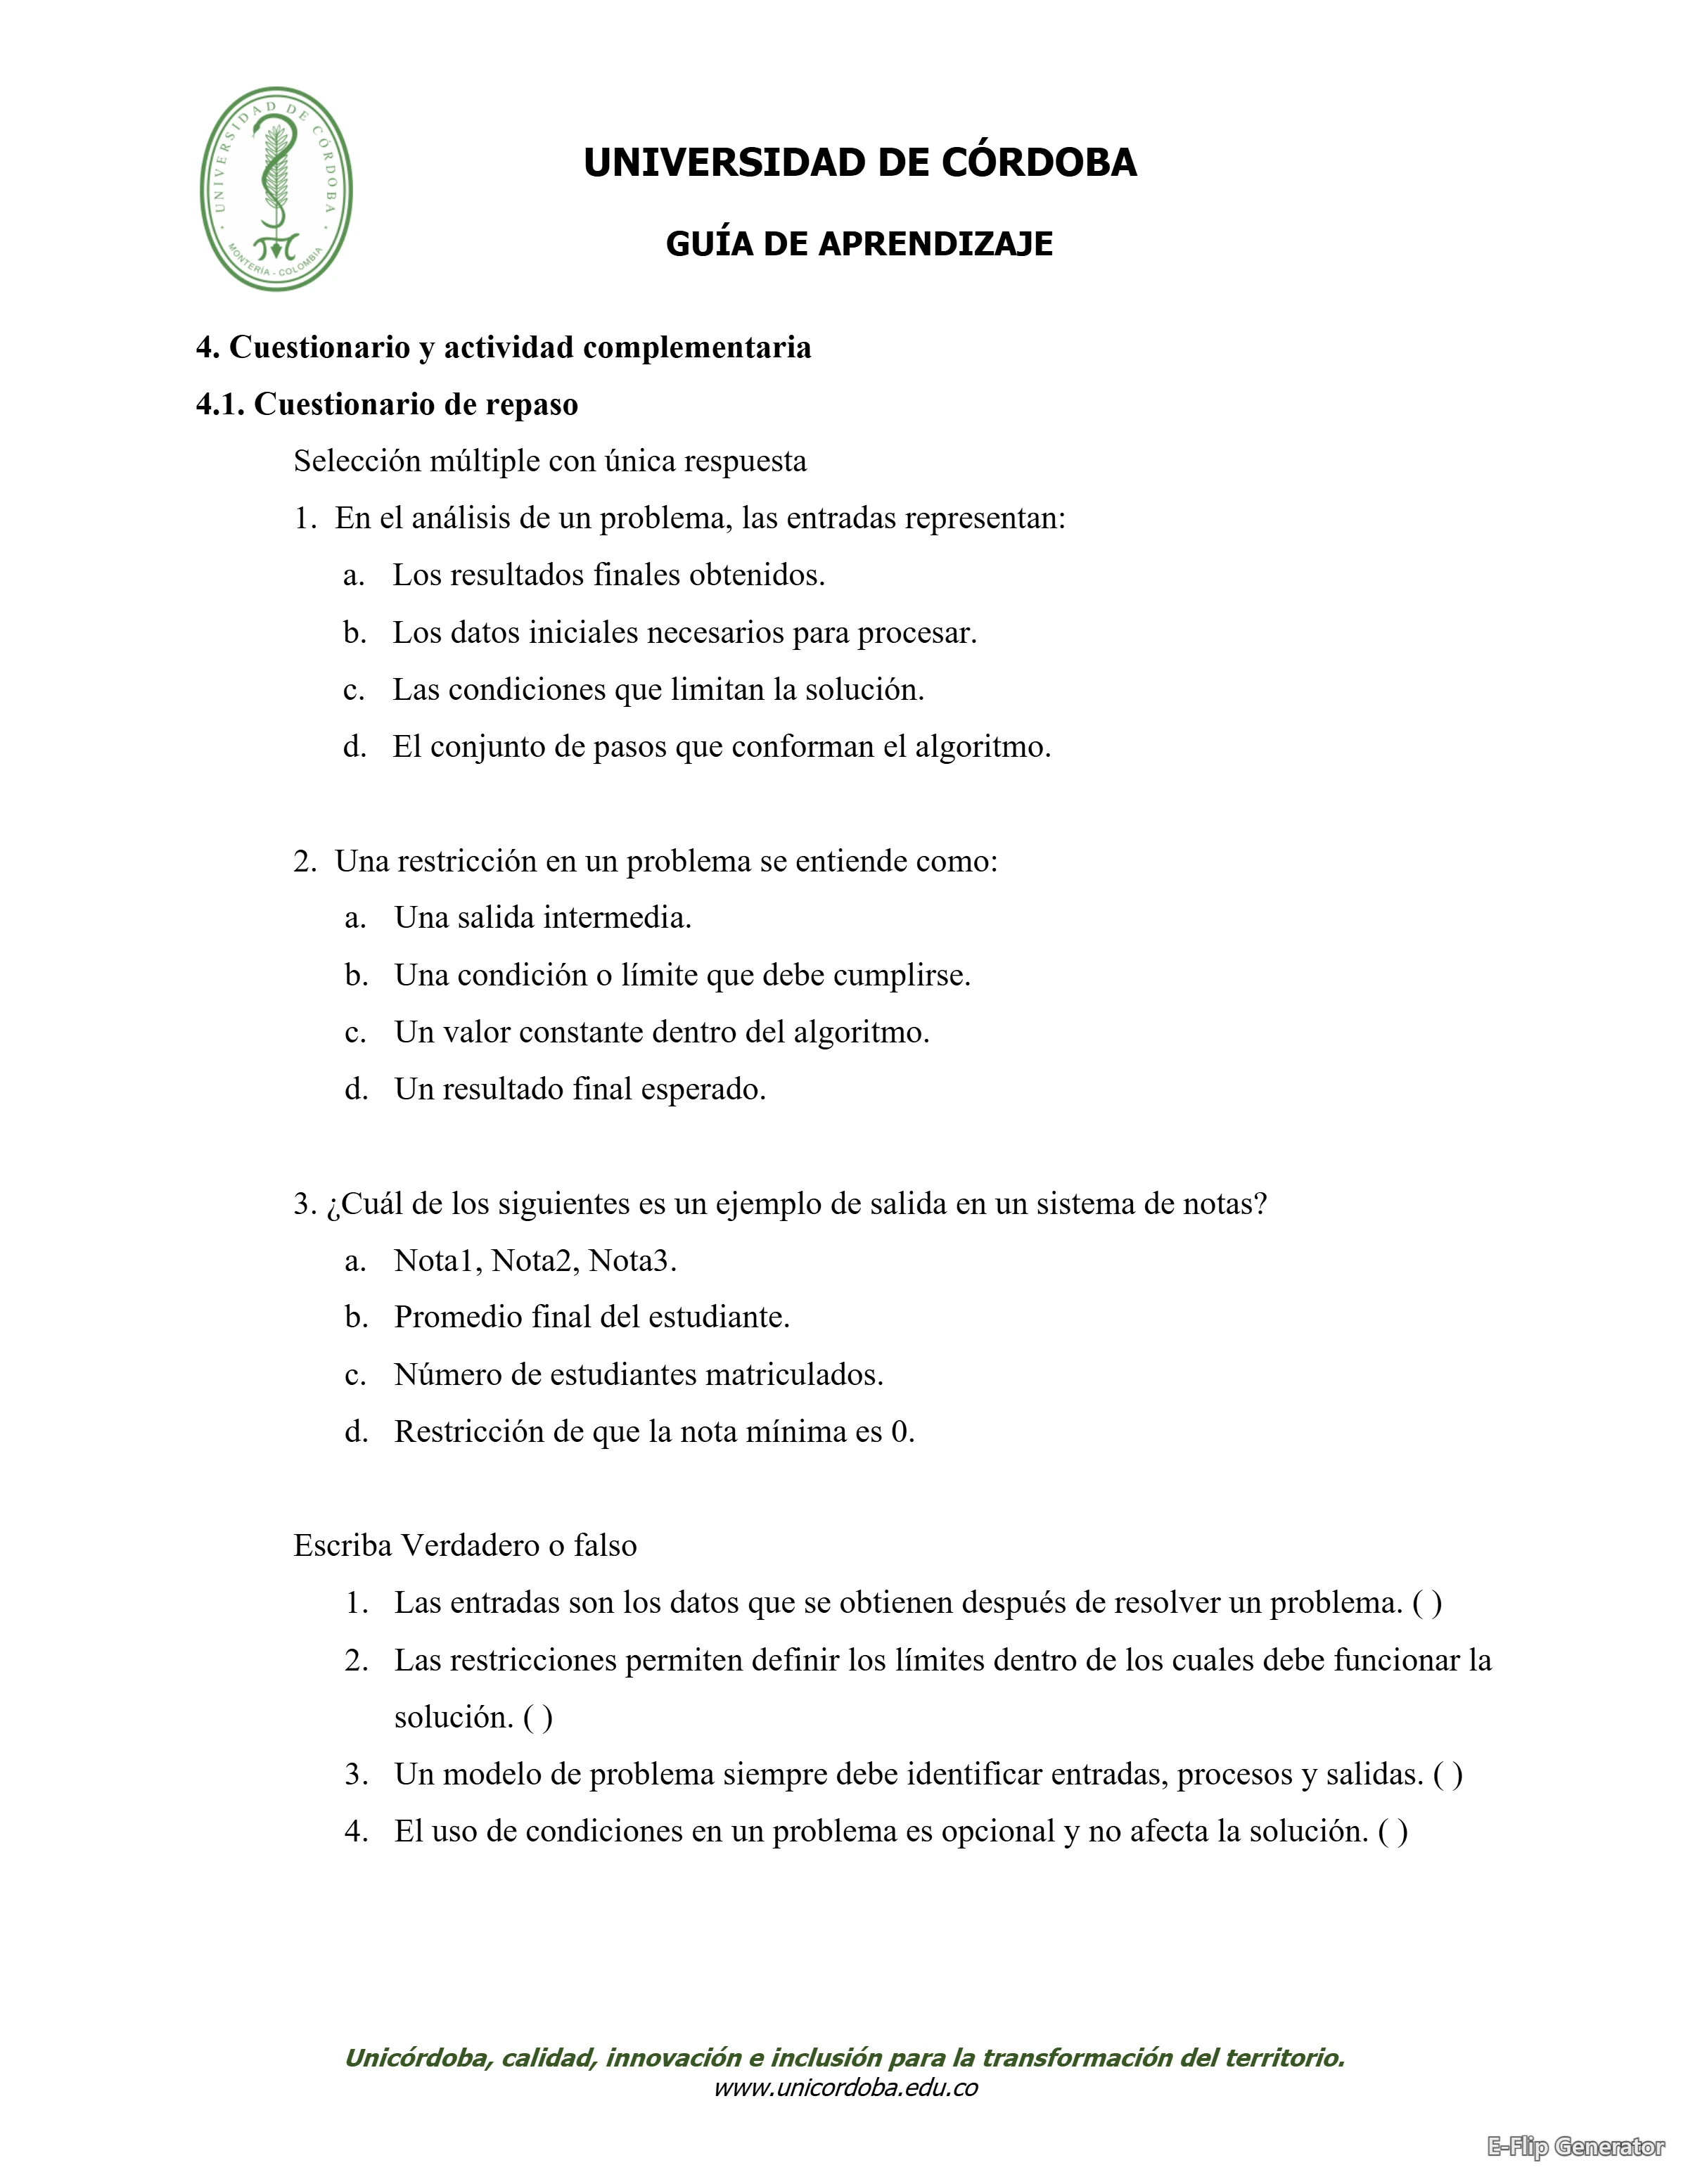 UNIVERSIDAD DE CÓRDOBA
MONTERÍA - COLOMBIA
UNIVERSIDAD DE CÓRDOBA
GUÍA DE APRENDIZAJE
4. Cuestionario y actividad complementaria
4.1. Cuestionario de repaso
Selección múltiple con única respuesta
1. En el análisis de un problema, las entradas representan:
a. Los resultados finales obtenidos.
b. Los datos iniciales necesarios para procesar.
c. Las condiciones que limitan la solución.
d. El conjunto de pasos que conforman el algoritmo.
2. Una restricción en un problema se entiende como:
a. Una salida intermedia.
b. Una condición o límite que debe cumplirse.
c. Un valor constante dentro del algoritmo.
d. Un resultado final esperado.
3. ¿Cuál de los siguientes es un ejemplo de salida en un sistema de notas?
a. Nota1, Nota2, Nota3.
b. Promedio final del estudiante.
c. Número de estudiantes matriculados.
d. Restricción de que la nota mínima es 0.
Escriba Verdadero o falso
1. Las entradas son los datos que se obtienen después de resolver un problema. ( )
2. Las restricciones permiten definir los límites dentro de los cuales debe funcionar la
solución. ( )
3. Un modelo de problema siempre debe identificar entradas, procesos y salidas. ( )
4. El uso de condiciones en un problema es opcional y no afecta la solución. ( )
Unicórdoba, calidad, innovación e inclusión para la transformación del territorio.
www.unicordoba.edu.co
E-Flip Generator